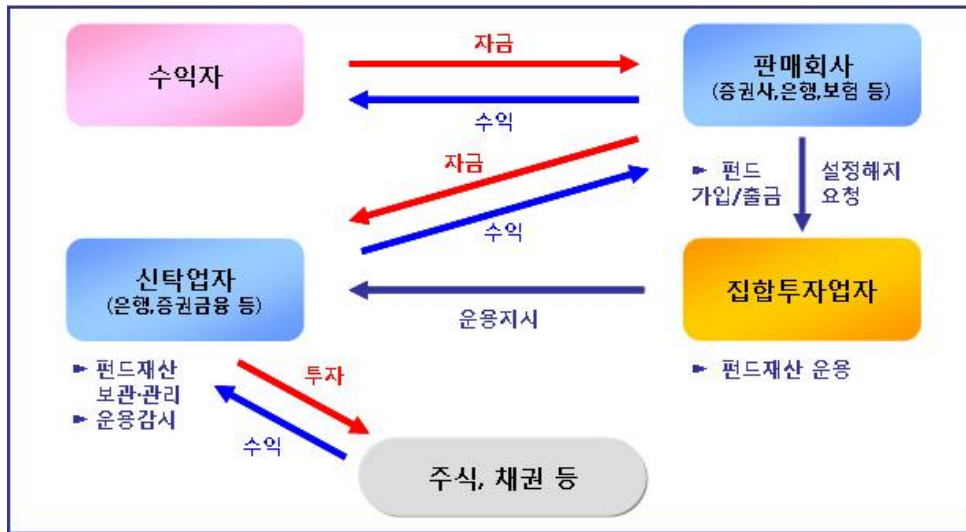 자금
수익자
판매회사
(증권사,은행,보험 등)
수익
자금
► 펀드
가입/출금
설정해지
요청
수익
신탁업자
(은행,증권금융 등)
집합투자업자
운용지시
► 펀드재산
보관·관리
► 운용감시
투자
► 펀드재산 운용
수익
주식, 채권 등